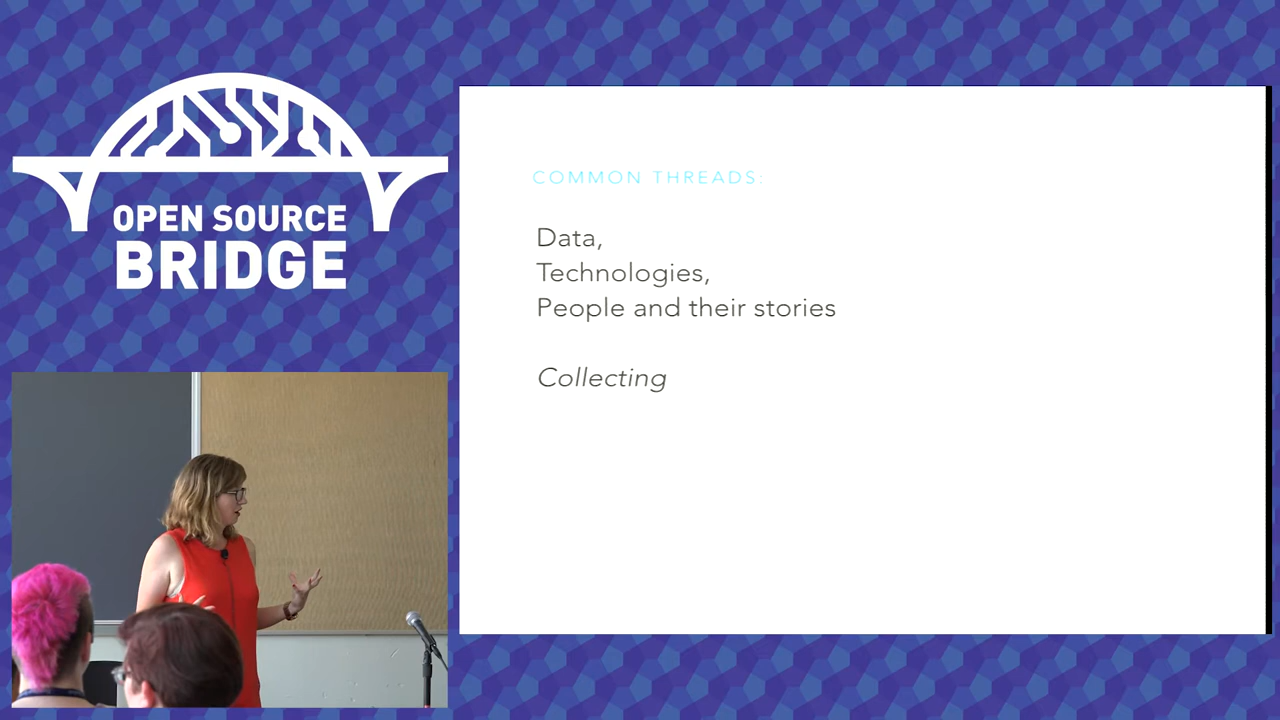 OPEN SOURCE
BRIDGE
COMMON THREADS:
Data,
Technologies,
People and their stories
Collecting